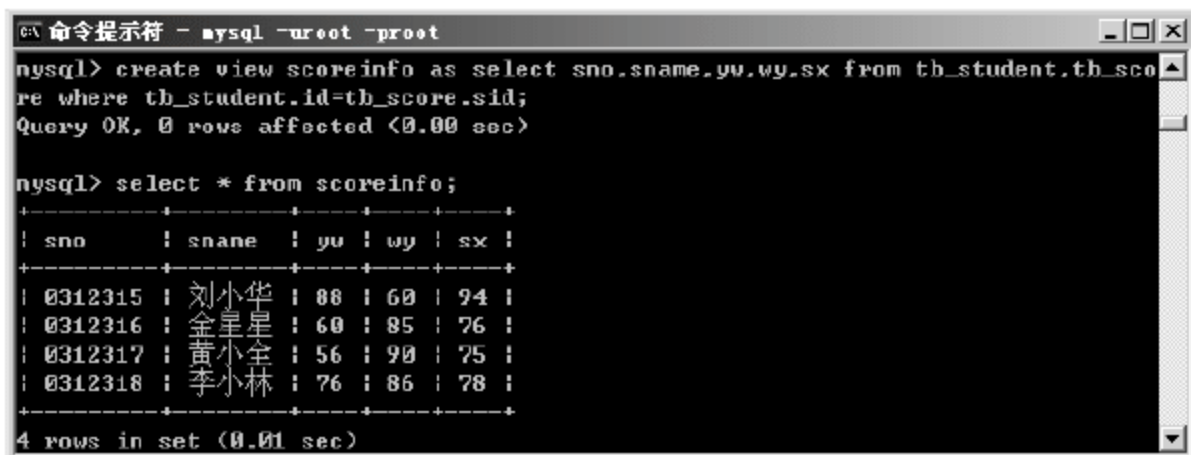 命令提示符 - mysql -uroot -proot
mysql> create view scoreinfo as select sno,sname,yw,wy,sx from tb_student,tb_sco
re where tb_student.id=tb_score.sid;
Query OK, 0 rows affected (0.00 sec)
mysql> select * from scoreinfo;
+---------+--------+----+----+----+
| sno | sname | yw | wy | sx |
+---------+--------+----+----+----+
| 0312315 | 刘小华 | 88 | 60 | 94 |
| 0312316 | 金星星 | 60 | 85 | 76 |
| 0312317 | 黄小全 | 56 | 90 | 75 |
| 0312318 | 李小林 | 76 | 86 | 78 |
+---------+--------+----+----+----+
4 rows in set (0.01 sec)